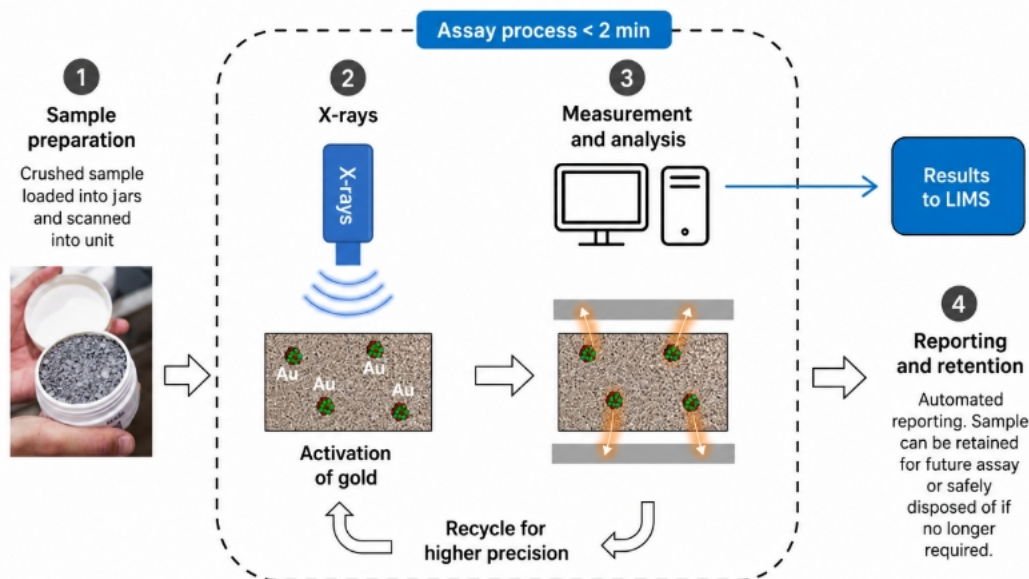 Assay process < 2 min
1
Sample
preparation
Crushed sample
loaded into jars
and scanned
into unit
2
X-rays
X-rays
Au
Au
Au
Au
Activation
of gold
3
Measurement
and analysis
Recycle for
higher precision
Results
to LIMS
4
Reporting
and retention
Automated
reporting. Sample
can be retained
for future assay
or safely
disposed of if
no longer
required.